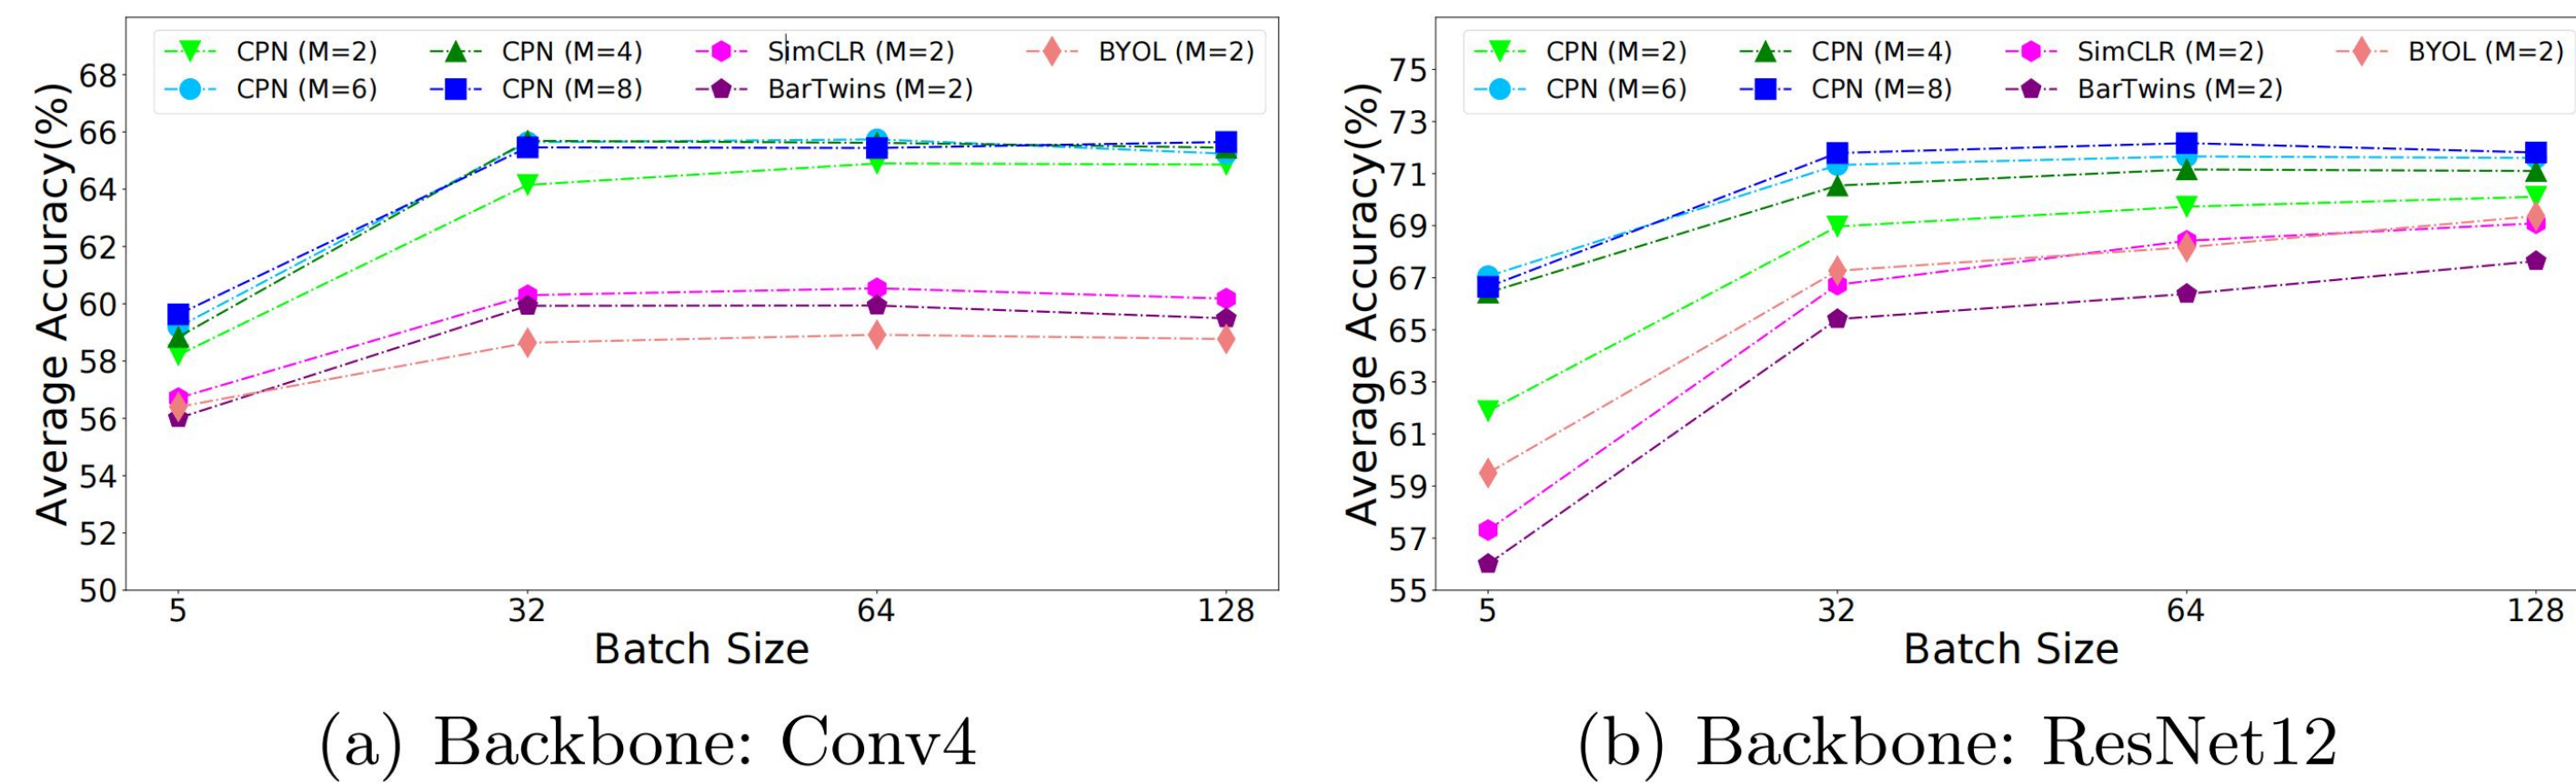 CPN (M=2) CPN (M=4) SimCLR (M=2) BYOL (M=2)
CPN (M=6) CPN (M=8) BarTwins (M=2)
Average Accuracy(%)
68
66
64
62
60
58
56
54
52
50
5 32 64 128
Batch Size
(a) Backbone: Conv4
CPN (M=2) CPN (M=4) SimCLR (M=2) BYOL (M=2)
CPN (M=6) CPN (M=8) BarTwins (M=2)
Average Accuracy(%)
75
73
71
69
67
65
63
61
59
57
55
5 32 64 128
Batch Size
(b) Backbone: ResNet12